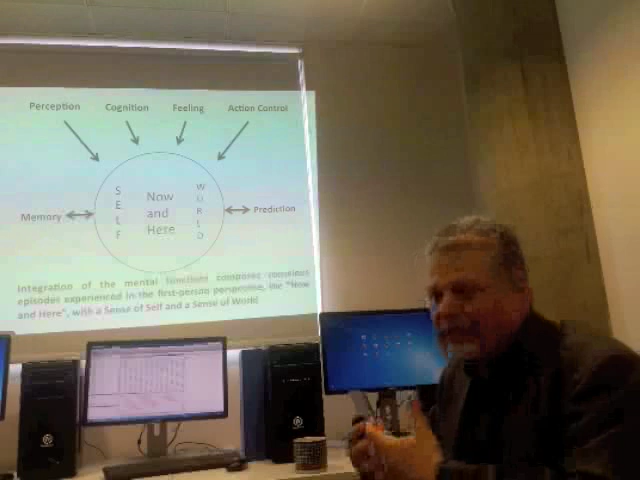 Perception Cognition Feeling Action Control
SELF Now WORLD
and
Here
Memory Prediction
Integration of the mental functions composes conscious
episodes experienced in the first-person perspective, the "Now
and Here", with a Sense of Self and a Sense of World